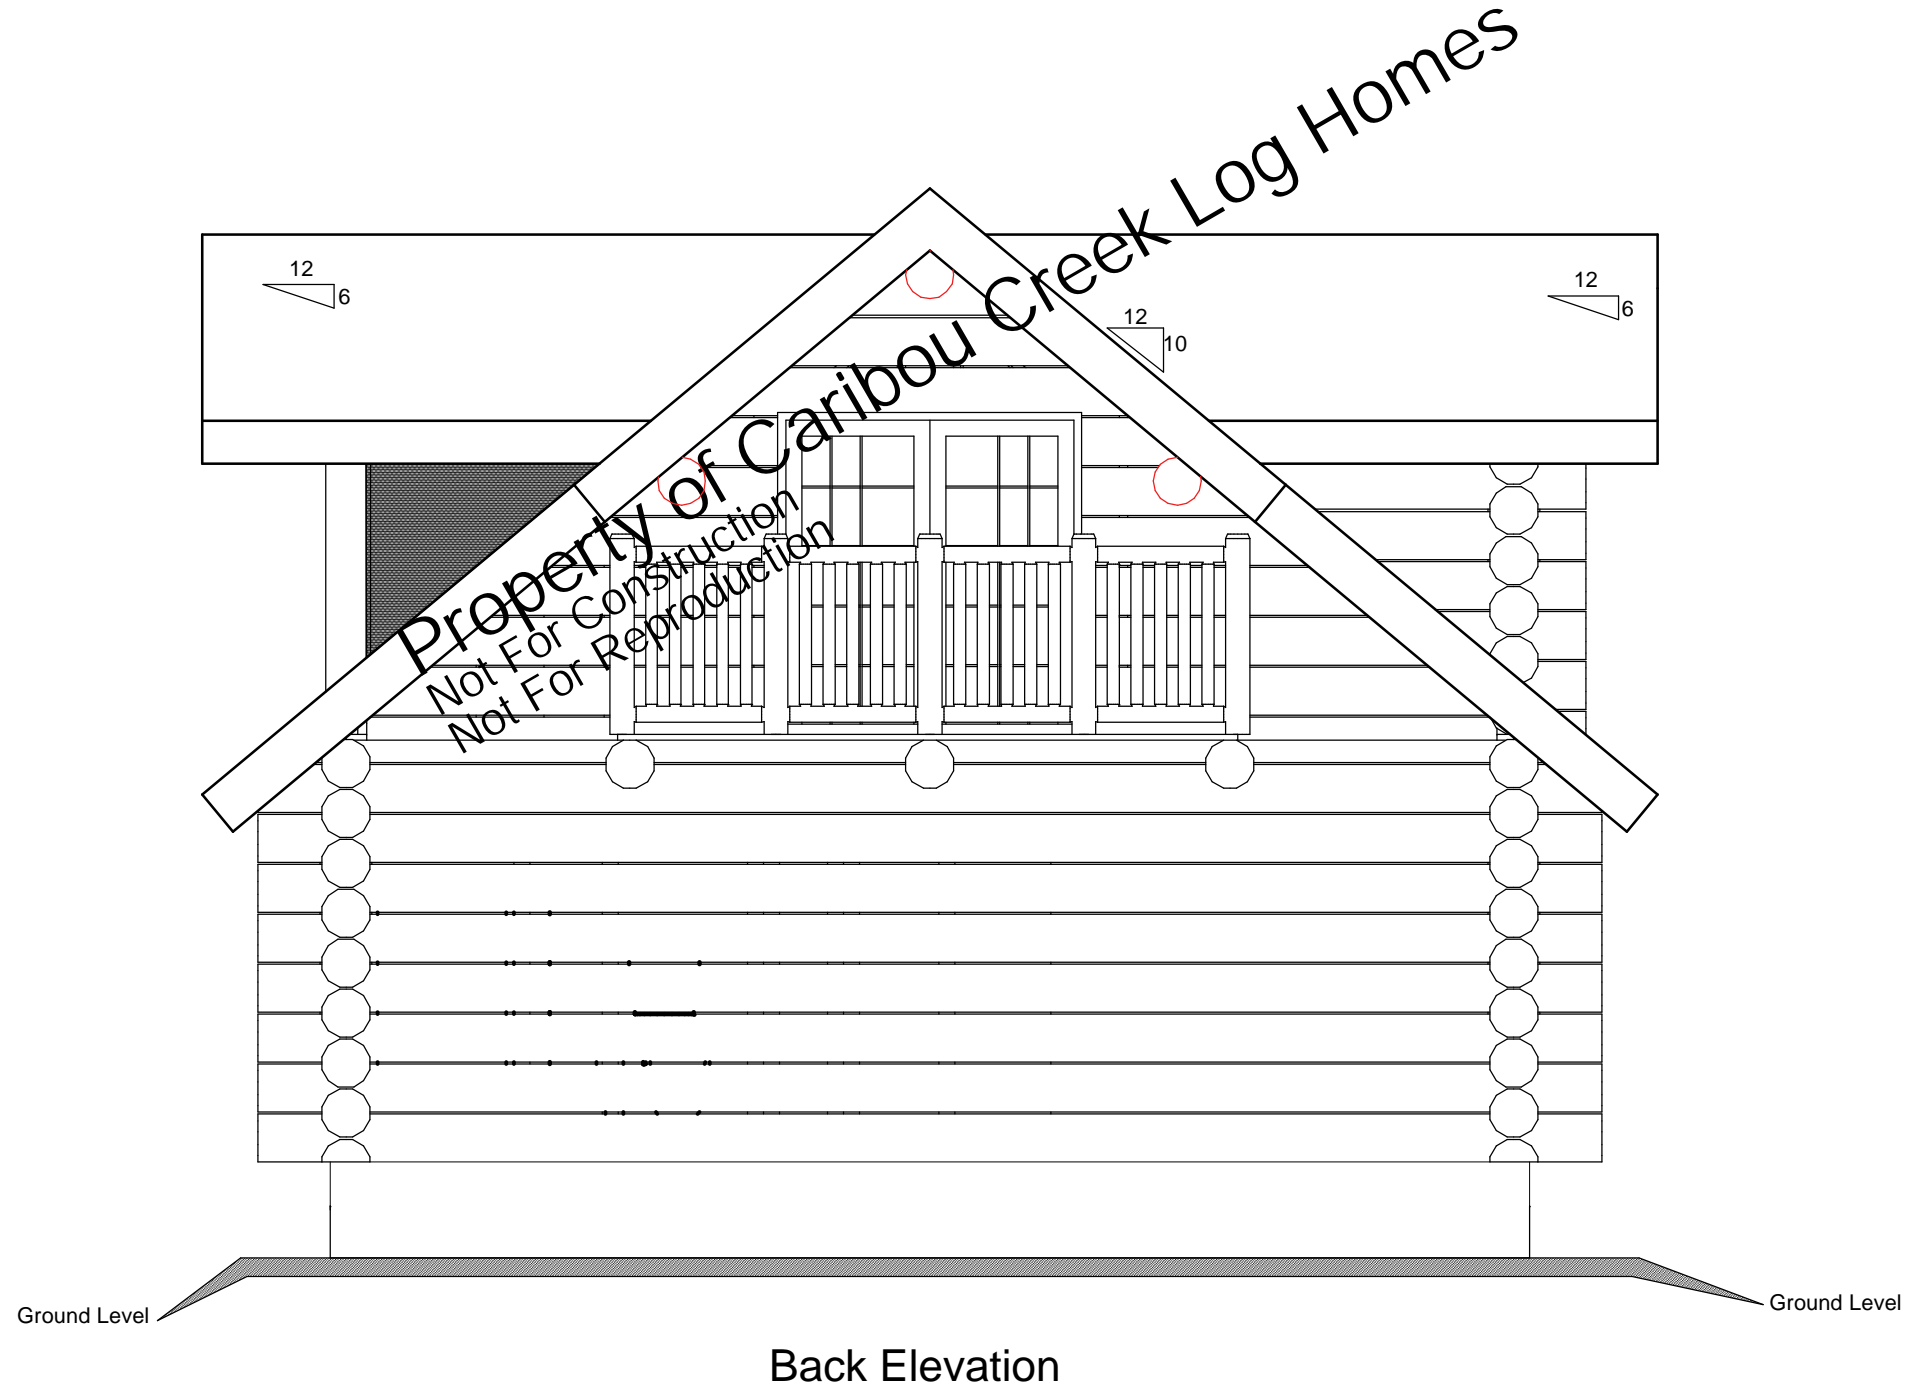 Property of Caribou Creek Log Homes
Not For Construction
Not For Reproduction
12
6
12
10
12
6
Ground Level
Ground Level
Back Elevation